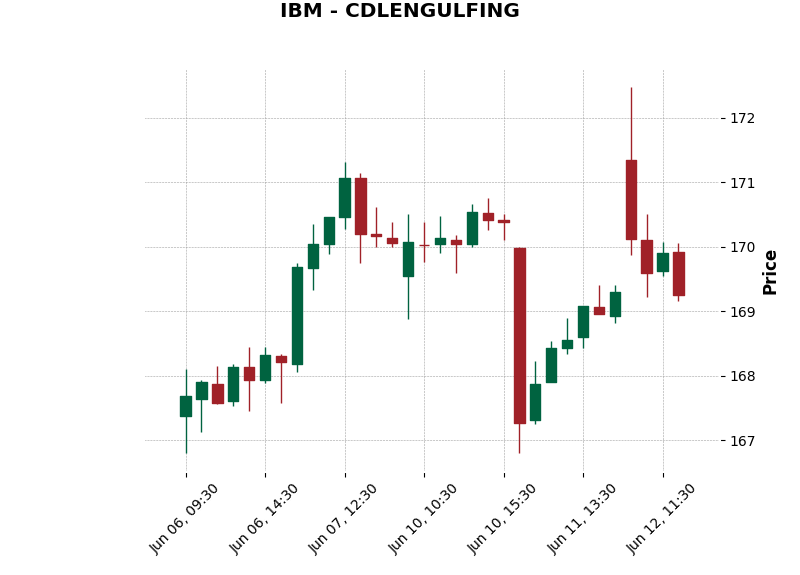 IBM - CDLENGULFING
172
171
170
169
168
167
Price
Jun 06, 09:30
Jun 06, 14:30
Jun 07, 12:30
Jun 10, 10:30
Jun 10, 15:30
Jun 11, 13:30
Jun 12, 11:30